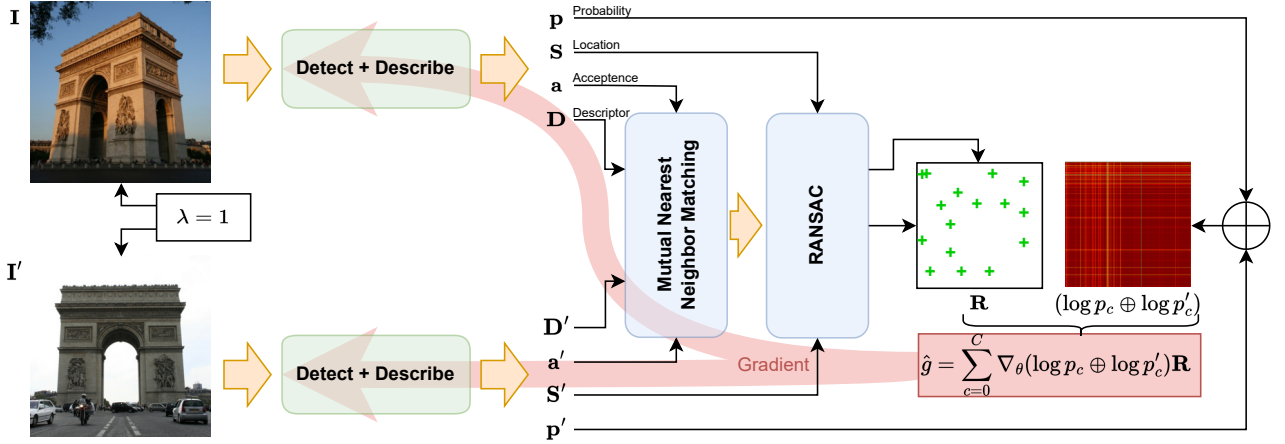 I
p Probability
S Location
a Acceptence
D Descriptor
Detect + Describe
Mutual Nearest
Neighbor Matching
RANSAC
λ = 1
I′
R
(log p_c ⊕ log p′_c)
D′
a′
S′
p′
Detect + Describe
Gradient
ĝ = ∑_{c=0}^{C} ∇_θ(log p_c ⊕ log p′_c)R